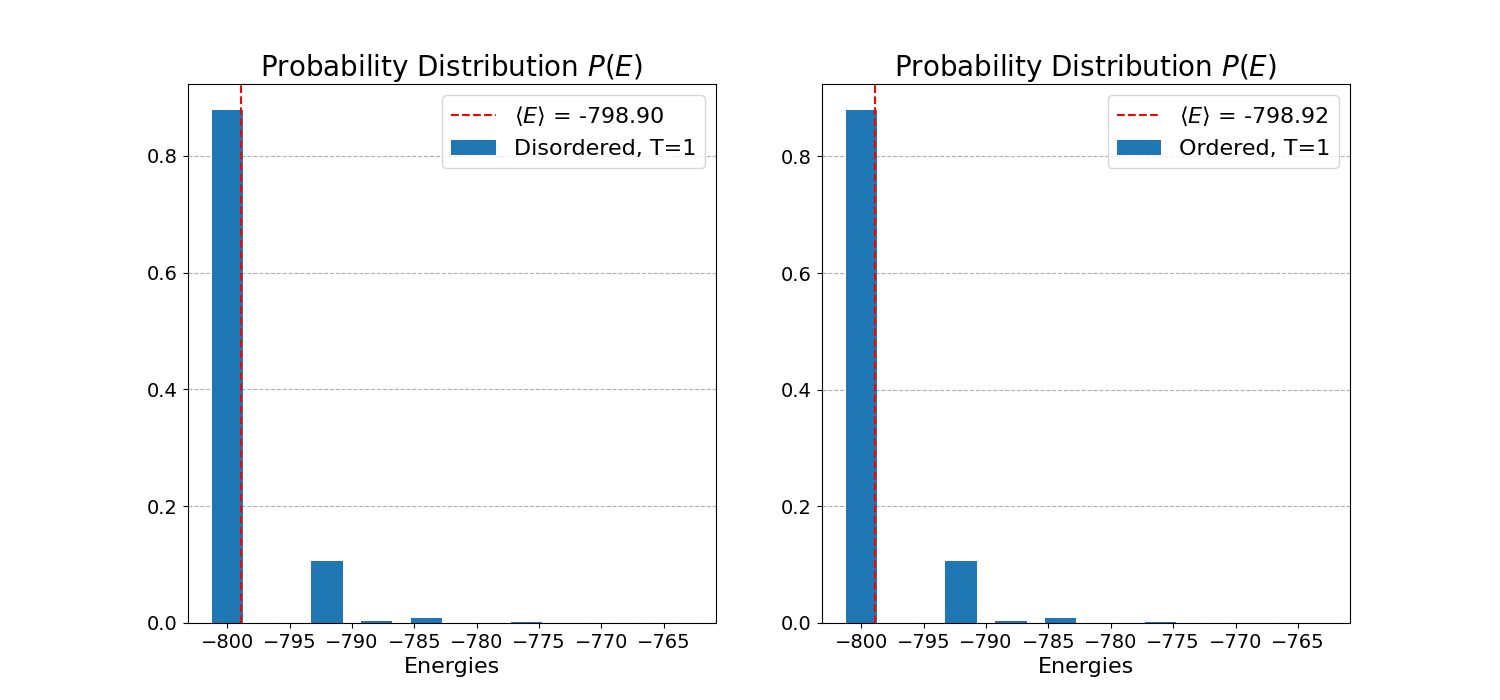 Probability Distribution P(E)
⟨E⟩ = -798.90
Disordered, T=1
0.8
0.6
0.4
0.2
0.0
−800 −795 −790 −785 −780 −775 −770 −765
Energies
Probability Distribution P(E)
⟨E⟩ = -798.92
Ordered, T=1
0.8
0.6
0.4
0.2
0.0
−800 −795 −790 −785 −780 −775 −770 −765
Energies